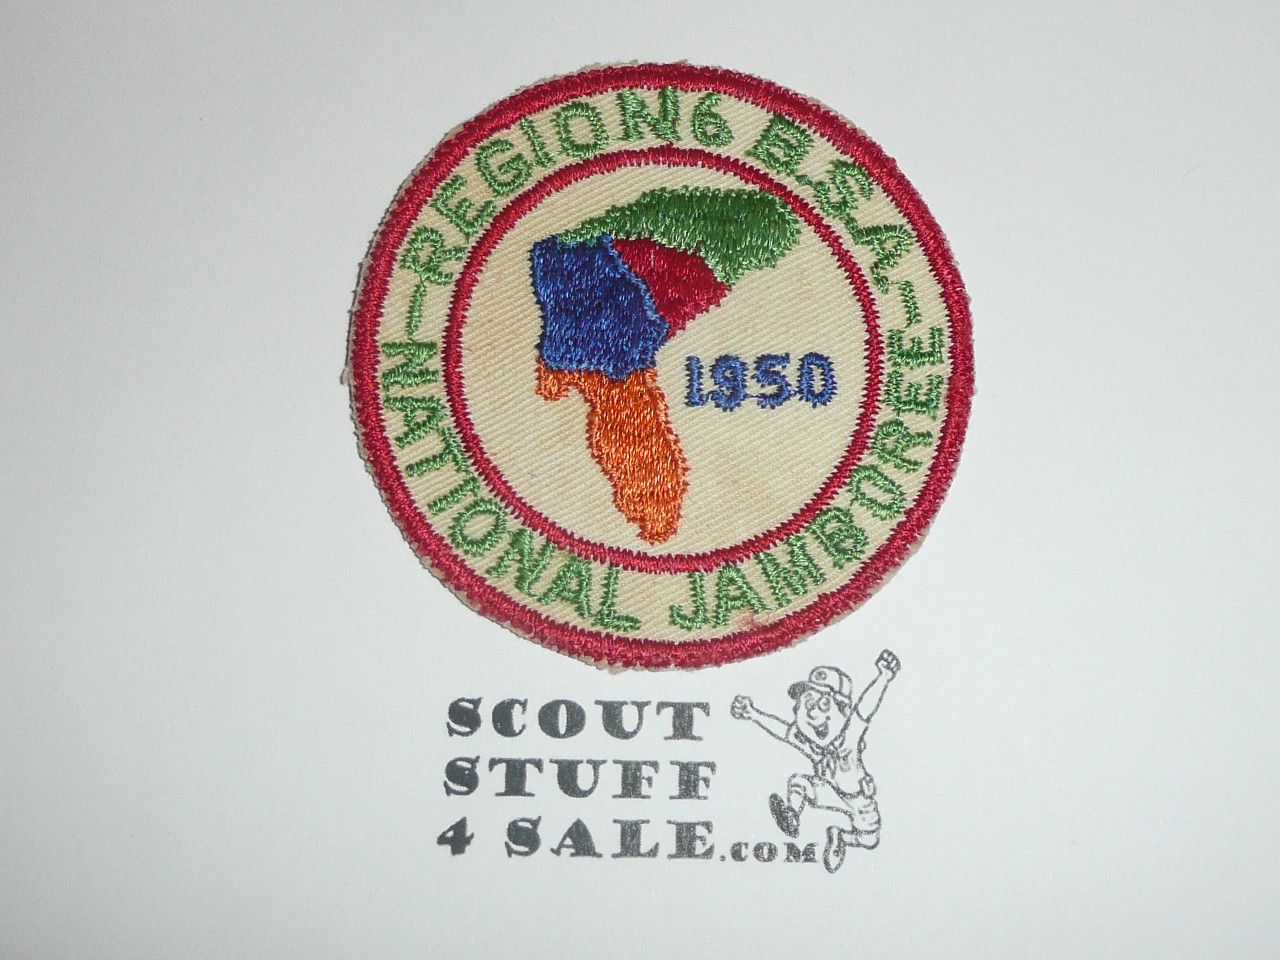 REGION 6 B.S.A.
NATIONAL JAMBOREE
1950
SCOUT
STUFF
4 SALE.COM